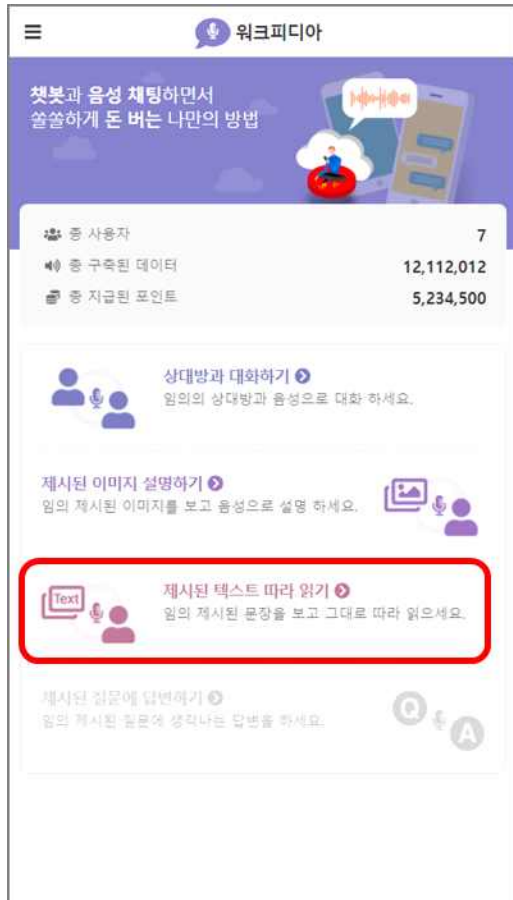 워크피디아
챗봇과 음성 채팅하면서
쏠쏠하게 돈 버는 나만의 방법
총 사용자 7
총 구축된 데이터 12,112,012
총 지급된 포인트 5,234,500
상대방과 대화하기
임의의 상대방과 음성으로 대화 하세요.
제시된 이미지 설명하기
임의 제시된 이미지를 보고 음성으로 설명 하세요.
Text
제시된 텍스트 따라 읽기
임의 제시된 문장을 보고 그대로 따라 읽으세요.
제시된 질문에 답변하기
임의 제시된 질문에 생각나는 답변을 하세요.
Q
A